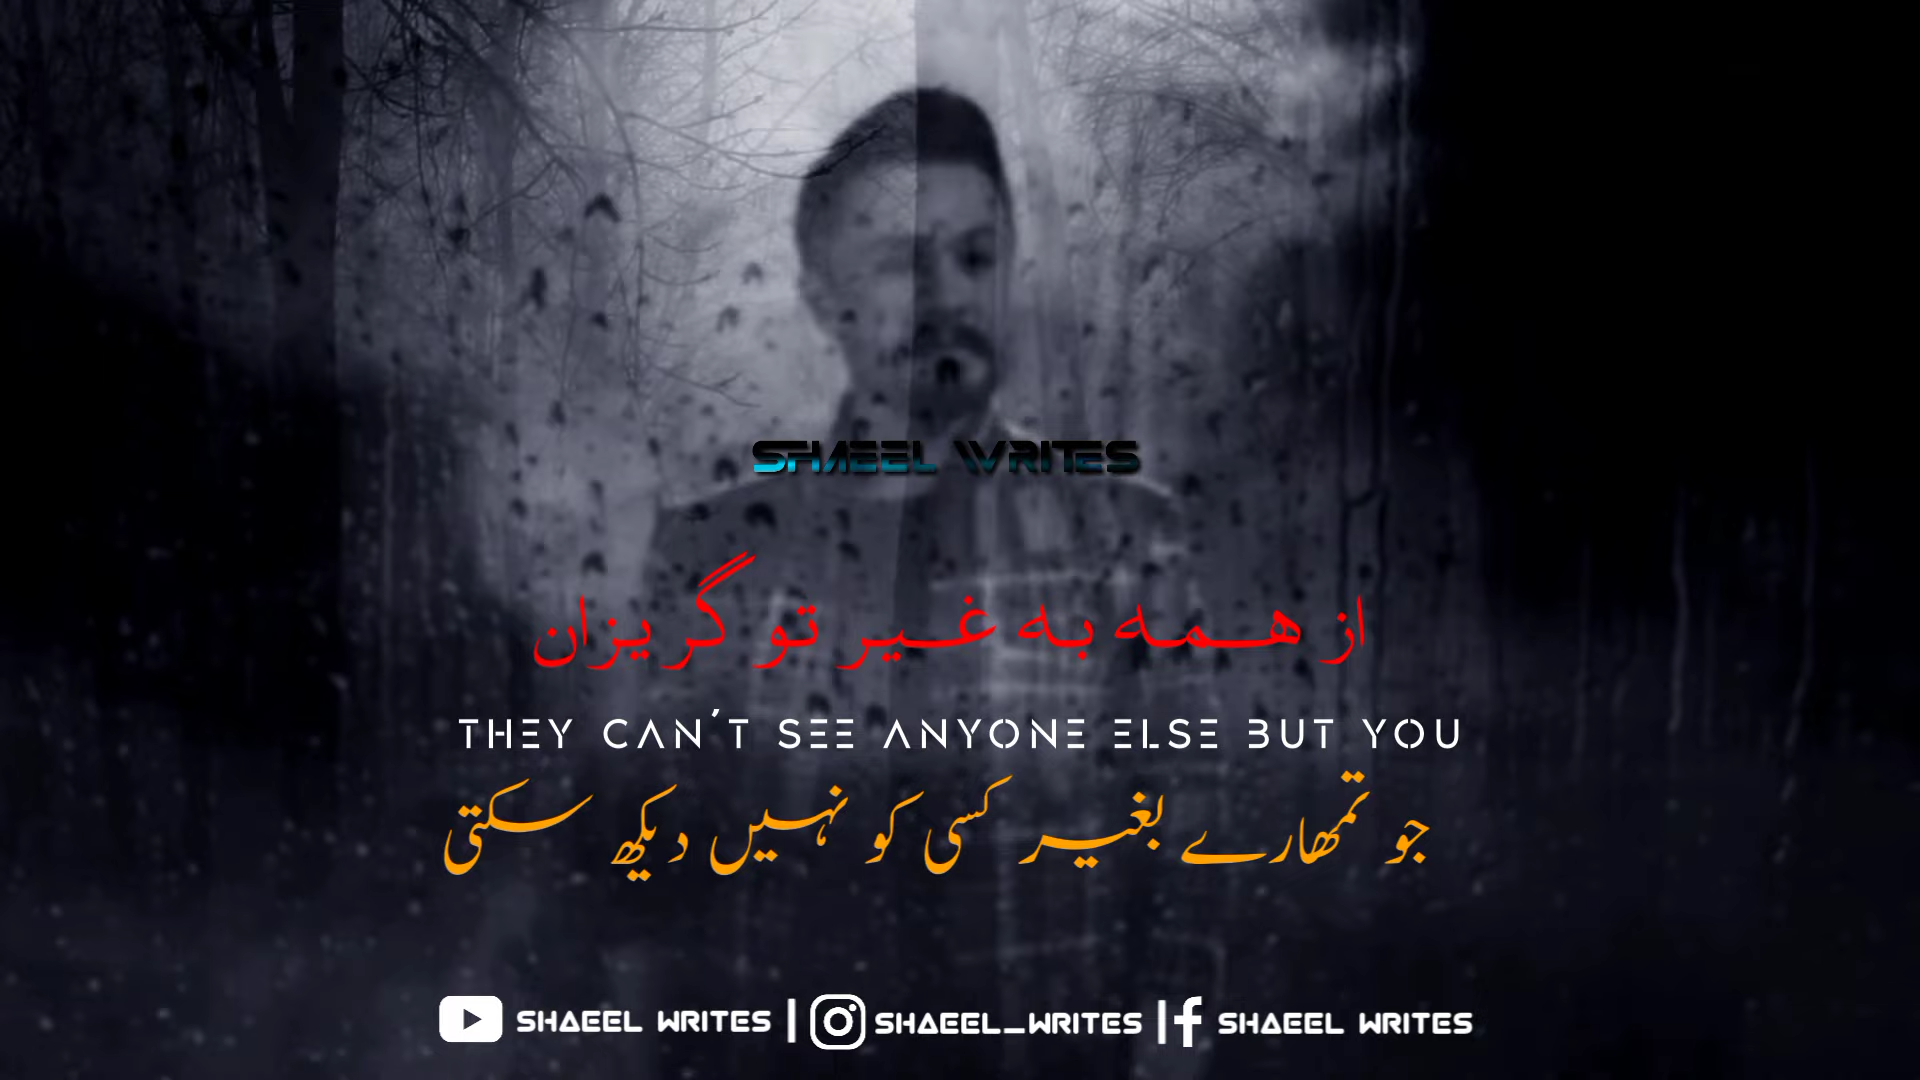 SHAEEL WRITES
از همه به غیر تو گریزان
THEY CAN'T SEE ANYONE ELSE BUT YOU
جو تمھارے بغیر کسی کو نہیں دیکھ سکتی
SHAEEL WRITES | SHAEEL_WRITES | SHAEEL WRITES